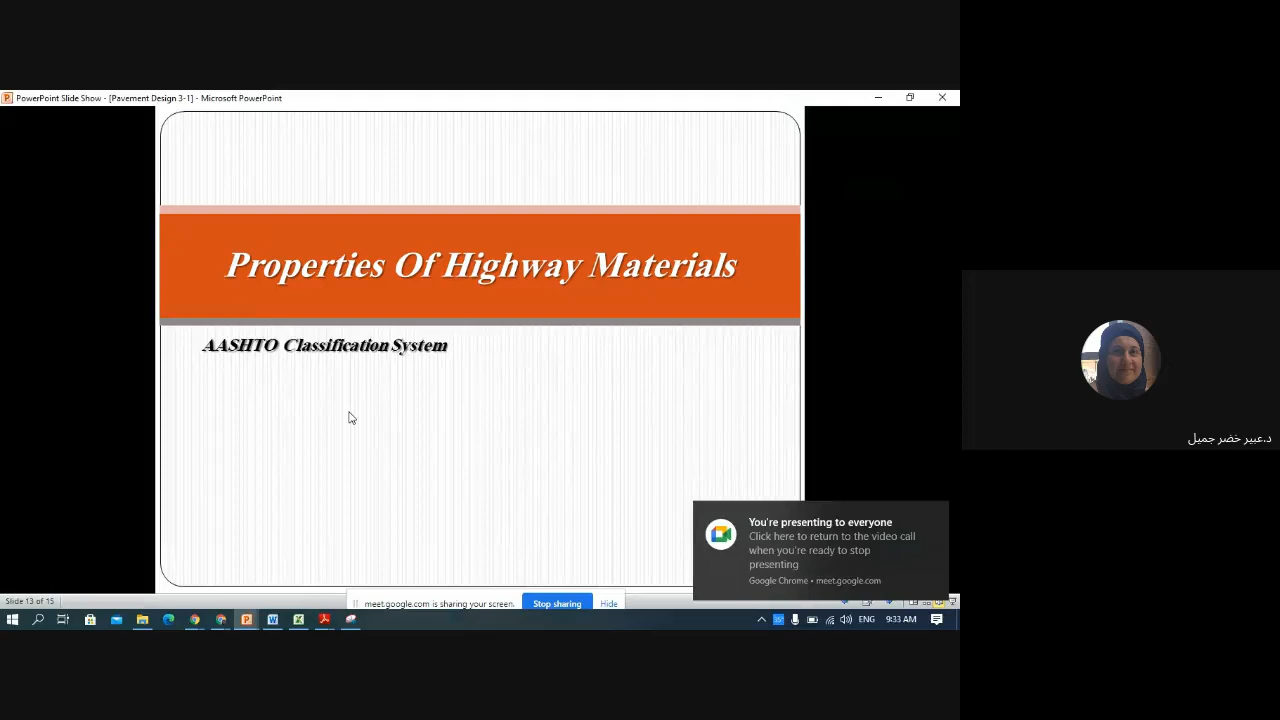 PowerPoint Slide Show - [Pavement Design 3-1] - Microsoft PowerPoint
Properties Of Highway Materials
AASHTO Classification System
د.عبير خضر جميل
You're presenting to everyone
Click here to return to the video call
when you're ready to stop
presenting
Google Chrome • meet.google.com
Slide 13 of 15
meet.google.com is sharing your screen.
Stop sharing
Hide
ENG
9:33 AM